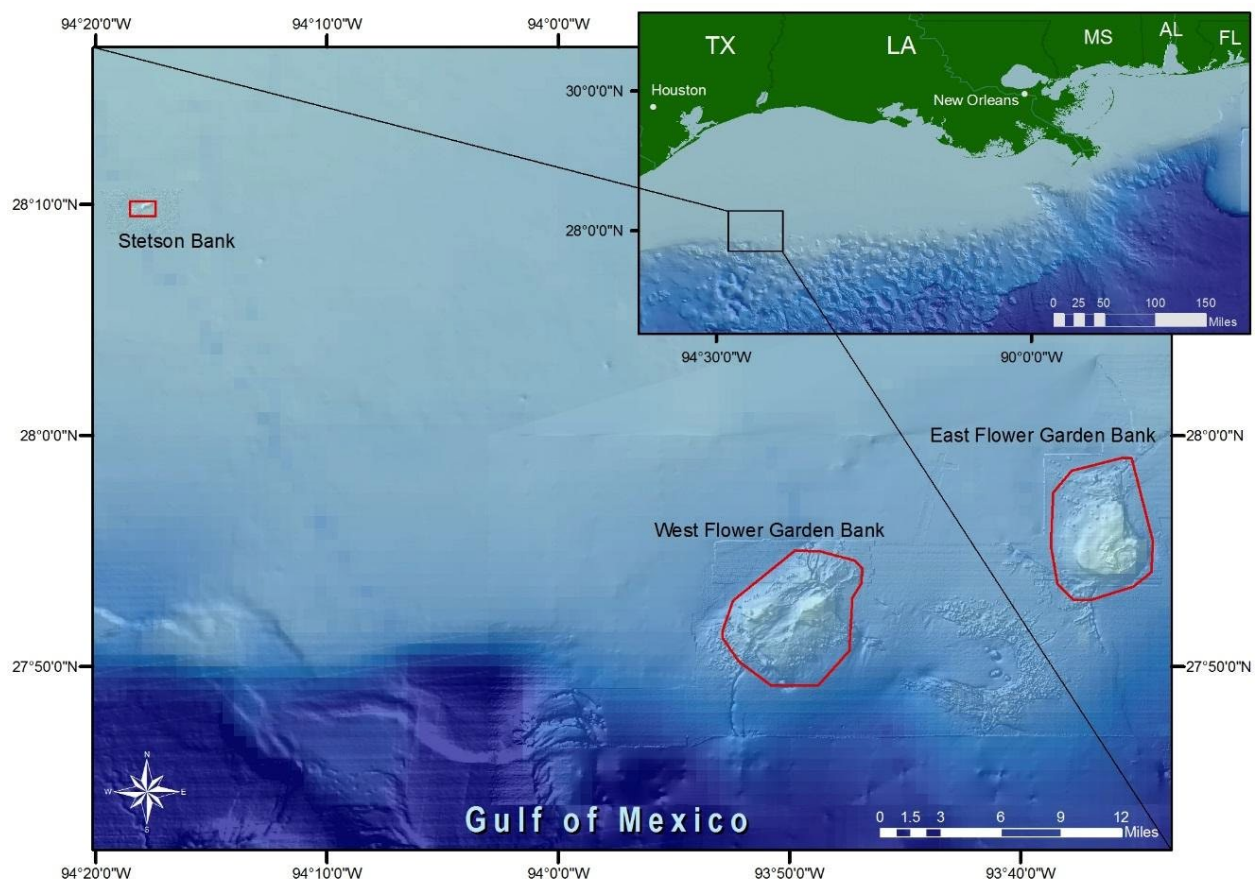 94°20'0"W
94°10'0"W
94°0'0"W
TX
LA
MS
AL
FL
Houston
New Orleans
30°0'0"N
28°0'0"N
0 25 50 100 150
Miles
94°30'0"W
90°0'0"W
28°10'0"N
Stetson Bank
28°0'0"N
28°0'0"N
East Flower Garden Bank
West Flower Garden Bank
27°50'0"N
27°50'0"N
N
W
E
S
Gulf of Mexico
0 1.5 3 6 9 12
Miles
94°20'0"W
94°10'0"W
94°0'0"W
93°50'0"W
93°40'0"W